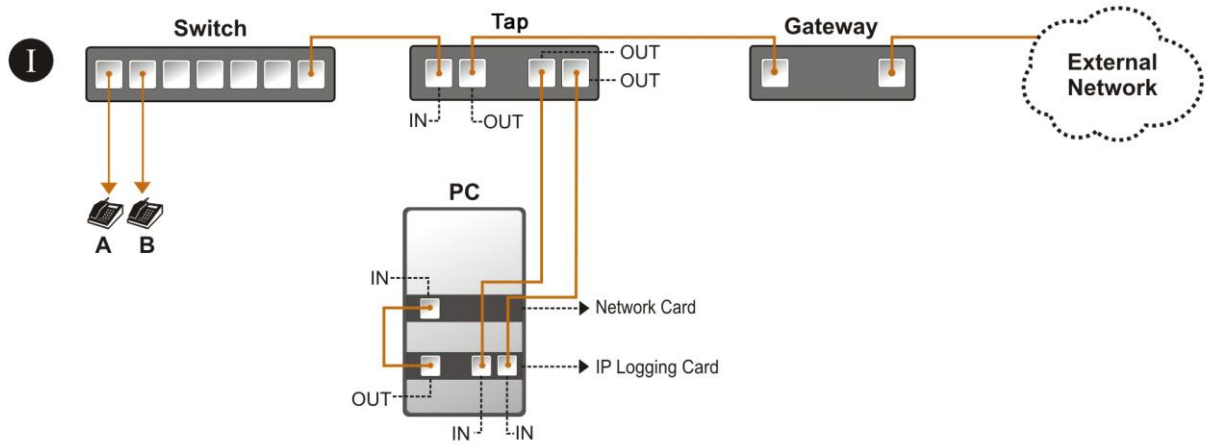 I
Switch
Tap
Gateway
External
Network
OUT
OUT
IN
OUT
A
B
PC
IN
Network Card
IP Logging Card
OUT
IN
IN